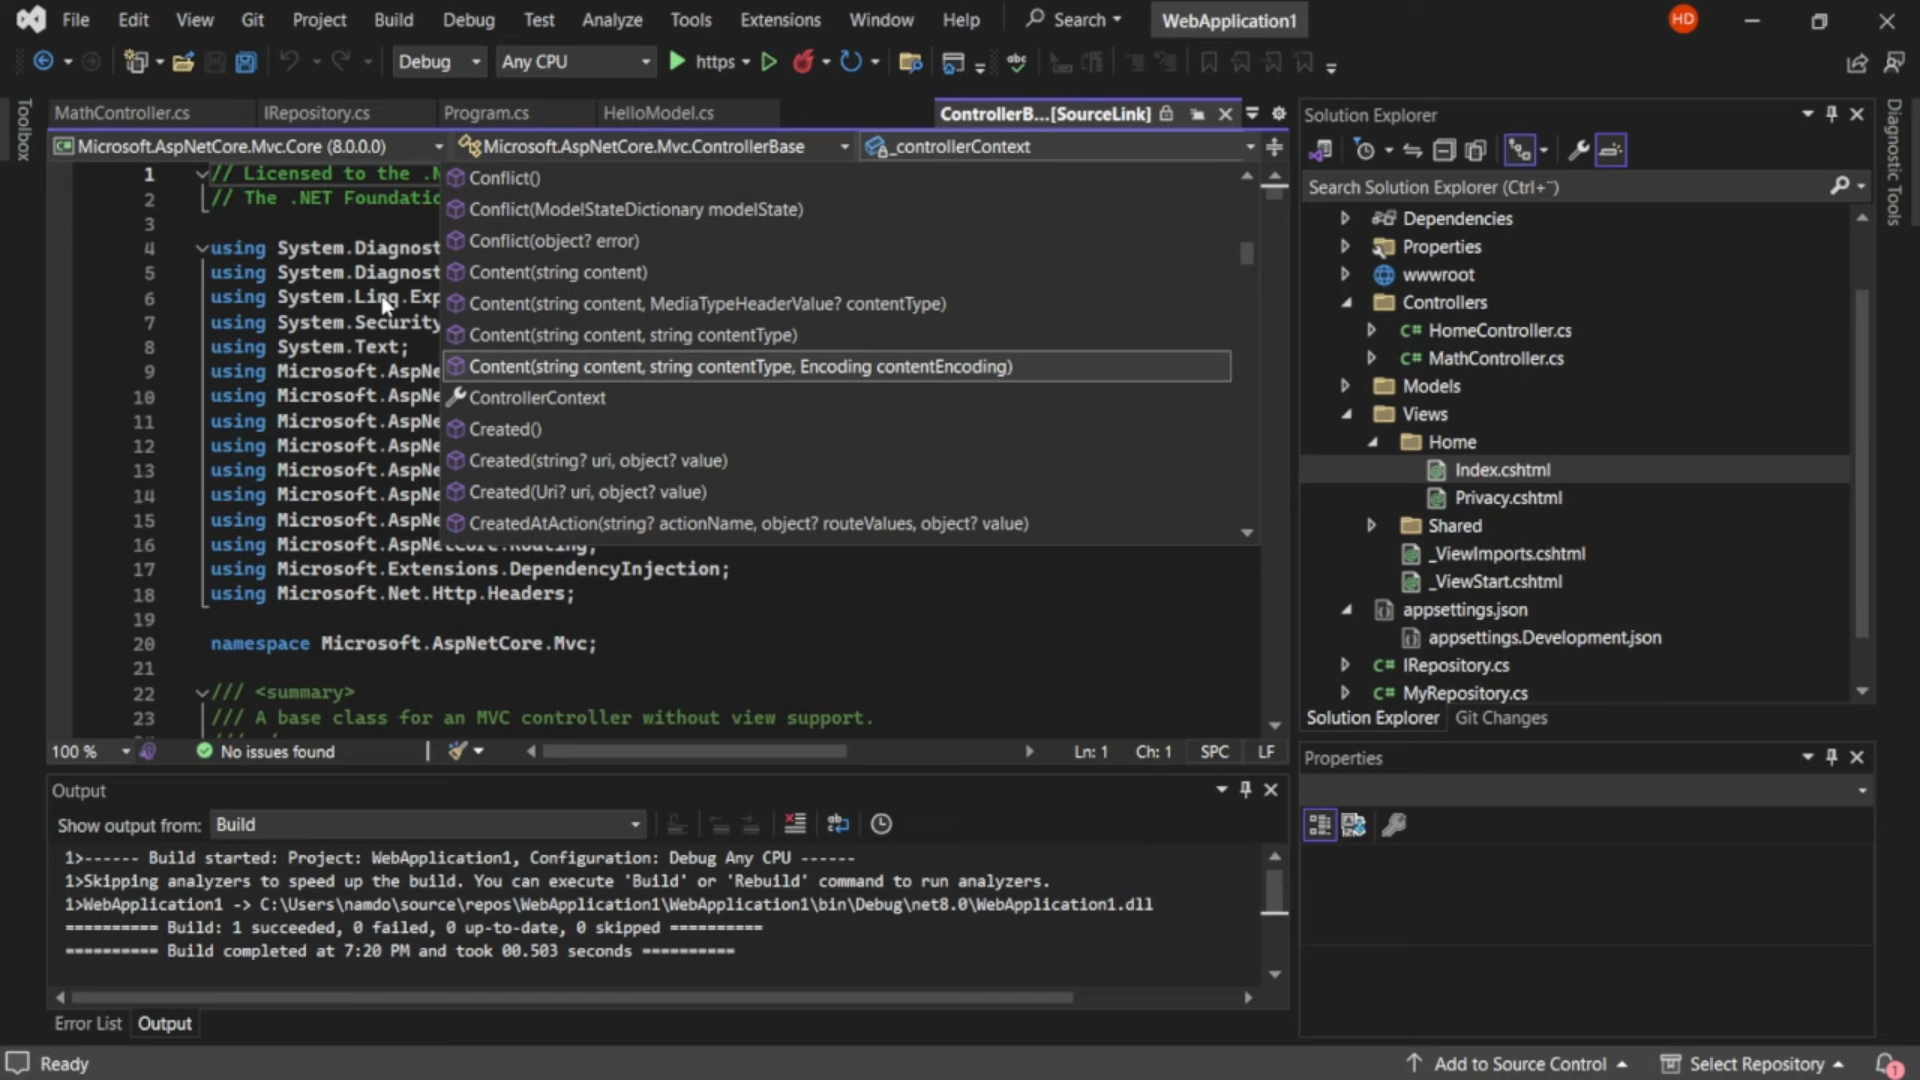 File Edit View Git Project Build Debug Test Analyze Tools Extensions Window Help Search WebApplication1 HD
Debug Any CPU https
Toolbox
MathController.cs IRepository.cs Program.cs HelloModel.cs ControllerB...[SourceLink]
Microsoft.AspNetCore.Mvc.Core (8.0.0.0) Microsoft.AspNetCore.Mvc.ControllerBase _controllerContext
1 // Licensed to the .N
2 // The .NET Foundatio
3
4 using System.Diagnost
5 using System.Diagnost
6 using System.Linq.Exp
7 using System.Security
8 using System.Text;
9 using Microsoft.AspNe
10 using Microsoft.AspNe
11 using Microsoft.AspNe
12 using Microsoft.AspNe
13 using Microsoft.AspNe
14 using Microsoft.AspNe
15 using Microsoft.AspNe
16 using Microsoft.AspNetCore.Routing;
17 using Microsoft.Extensions.DependencyInjection;
18 using Microsoft.Net.Http.Headers;
19
20 namespace Microsoft.AspNetCore.Mvc;
21
22 /// <summary>
23 /// A base class for an MVC controller without view support.
Conflict()
Conflict(ModelStateDictionary modelState)
Conflict(object? error)
Content(string content)
Content(string content, MediaTypeHeaderValue? contentType)
Content(string content, string contentType)
Content(string content, string contentType, Encoding contentEncoding)
ControllerContext
Created()
Created(string? uri, object? value)
Created(Uri? uri, object? value)
CreatedAtAction(string? actionName, object? routeValues, object? value)
100 % No issues found Ln: 1 Ch: 1 SPC LF
Output
Show output from: Build
1>------ Build started: Project: WebApplication1, Configuration: Debug Any CPU ------
1>Skipping analyzers to speed up the build. You can execute 'Build' or 'Rebuild' command to run analyzers.
1>WebApplication1 -> C:\Users\namdo\source\repos\WebApplication1\WebApplication1\bin\Debug\net8.0\WebApplication1.dll
========== Build: 1 succeeded, 0 failed, 0 up-to-date, 0 skipped ==========
========== Build completed at 7:20 PM and took 00.503 seconds ==========
Error List Output
Solution Explorer
Search Solution Explorer (Ctrl+¨)
Dependencies
Properties
wwwroot
Controllers
C# HomeController.cs
C# MathController.cs
Models
Views
Home
Index.cshtml
Privacy.cshtml
Shared
_ViewImports.cshtml
_ViewStart.cshtml
appsettings.json
appsettings.Development.json
C# IRepository.cs
C# MyRepository.cs
Solution Explorer Git Changes
Properties
Diagnostic Tools
Ready Add to Source Control Select Repository 1